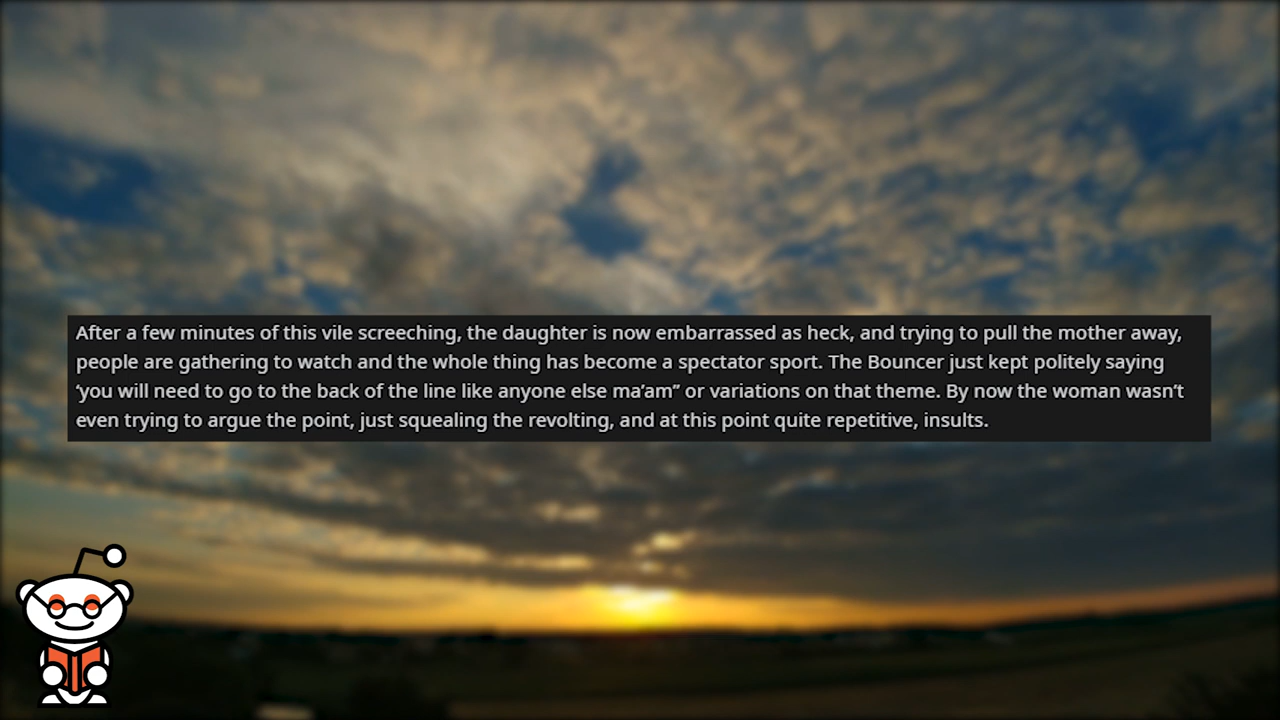 After a few minutes of this vile screeching, the daughter is now embarrassed as heck, and trying to pull the mother away,
people are gathering to watch and the whole thing has become a spectator sport. The Bouncer just kept politely saying
‘you will need to go to the back of the line like anyone else ma’am” or variations on that theme. By now the woman wasn’t
even trying to argue the point, just squealing the revolting, and at this point quite repetitive, insults.